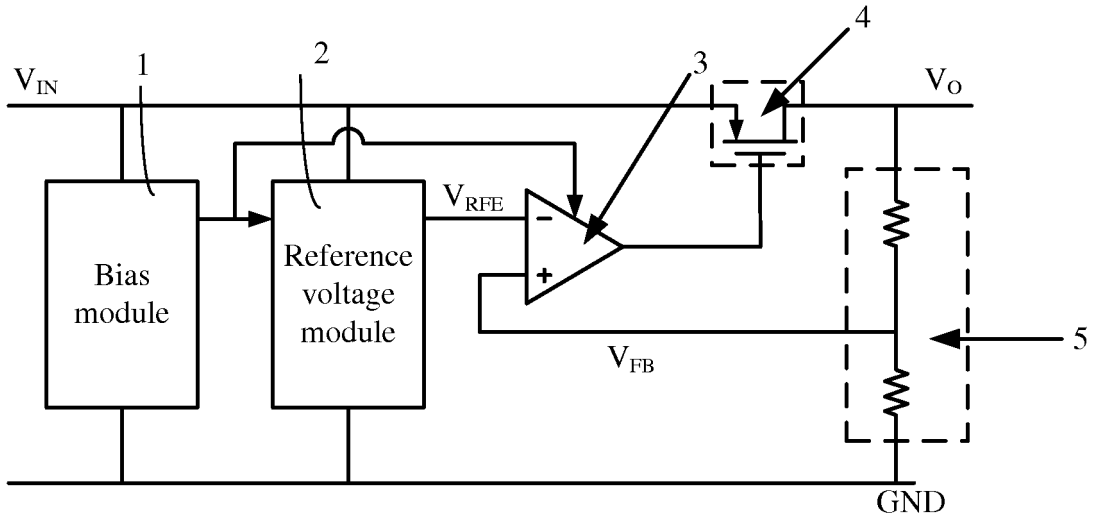 4
1
2
3
V_IN
V_O
V_RFE
−
Bias
module
Reference
voltage
module
+
V_FB
5
GND